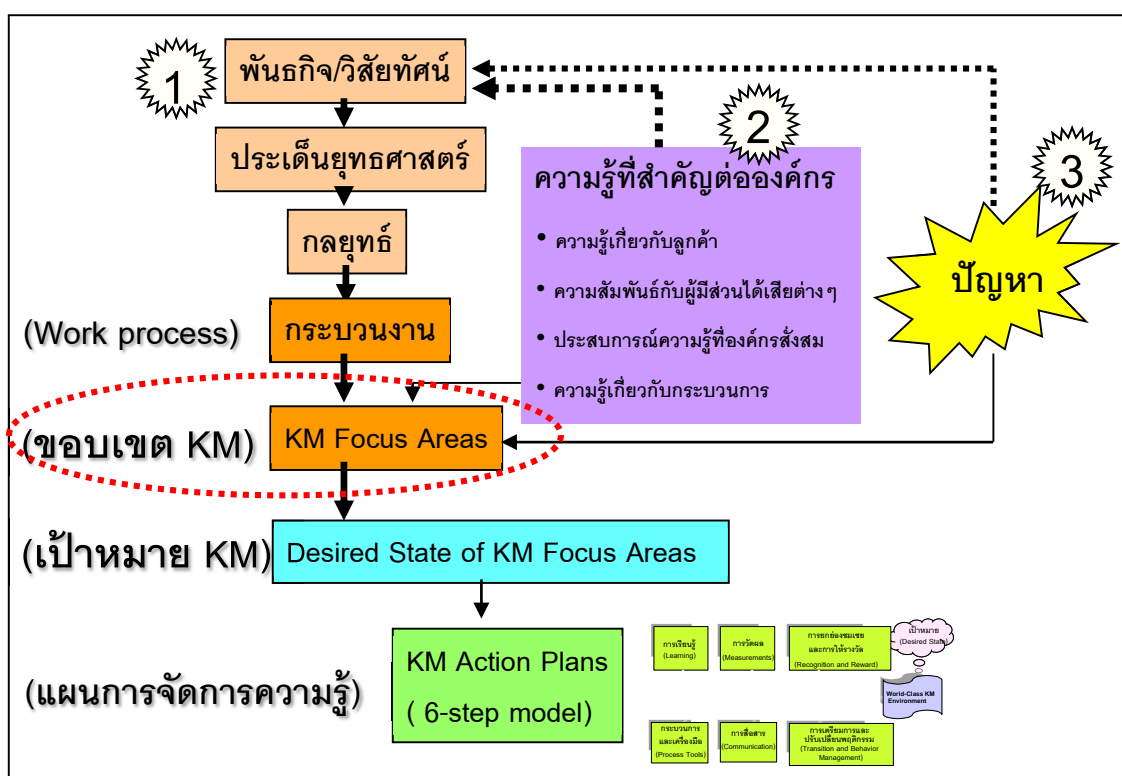 1
พันธกิจ/วิสัยทัศน์
ประเด็นยุทธศาสตร์
กลยุทธ์
(Work process)
กระบวนงาน
2
ความรู้ที่สำคัญต่อองค์กร
• ความรู้เกี่ยวกับลูกค้า
• ความสัมพันธ์กับผู้มีส่วนได้เสียต่างๆ
• ประสบการณ์ความรู้ที่องค์กรสั่งสม
• ความรู้เกี่ยวกับกระบวนการ
3
ปัญหา
(ขอบเขต KM)
KM Focus Areas
(เป้าหมาย KM)
Desired State of KM Focus Areas
(แผนการจัดการความรู้)
KM Action Plans
( 6-step model)
การเรียนรู้
(Learning)
การวัดผล
(Measurements)
การยกย่องชมเชย
และการให้รางวัล
(Recognition and Reward)
เป้าหมาย
(Desired State)
World-Class KM
Environment
กระบวนการ
และเครื่องมือ
(Process Tools)
การสื่อสาร
(Communication)
การเตรียมการและ
ปรับเปลี่ยนพฤติกรรม
(Transition and Behavior
Management)